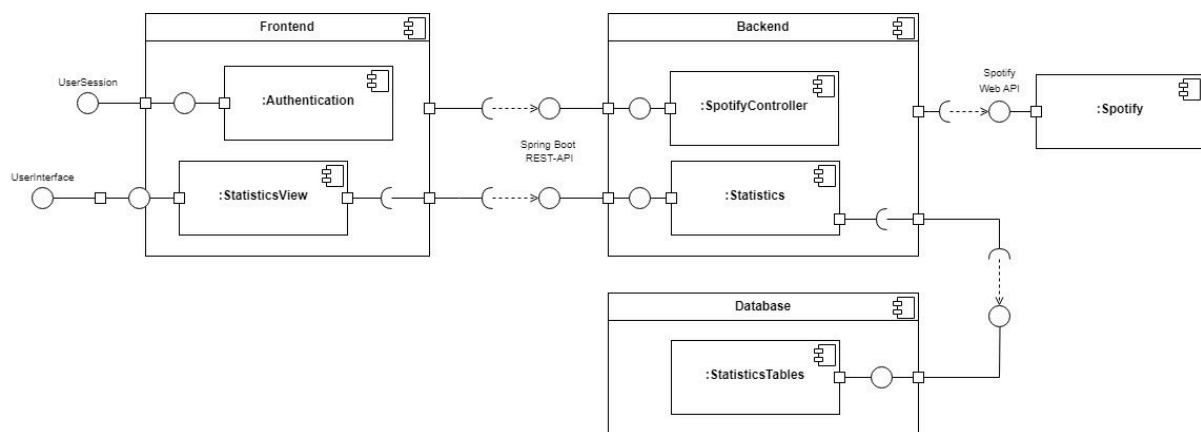 Frontend
Backend
UserSession
:Authentication
:SpotifyController
Spotify
Web API
:Spotify
Spring Boot
REST-API
UserInterface
:StatisticsView
:Statistics
Database
:StatisticsTables